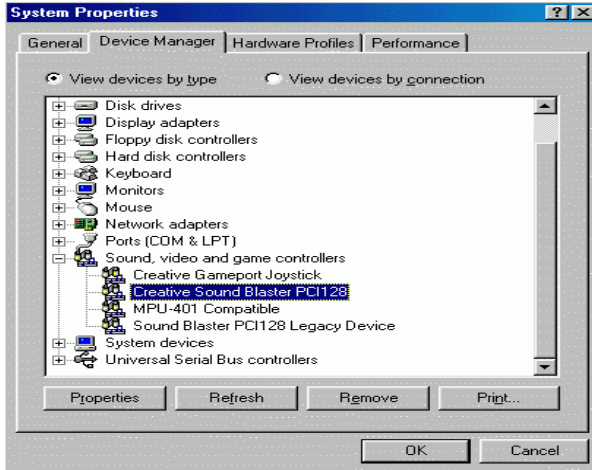 System Properties
General Device Manager Hardware Profiles Performance
View devices by type View devices by connection
Disk drives
Display adapters
Floppy disk controllers
Hard disk controllers
Keyboard
Monitors
Mouse
Network adapters
Ports (COM & LPT)
Sound, video and game controllers
Creative Gameport Joystick
Creative Sound Blaster PCI128
MPU-401 Compatible
Sound Blaster PCI128 Legacy Device
System devices
Universal Serial Bus controllers
Properties Refresh Remove Print...
OK Cancel